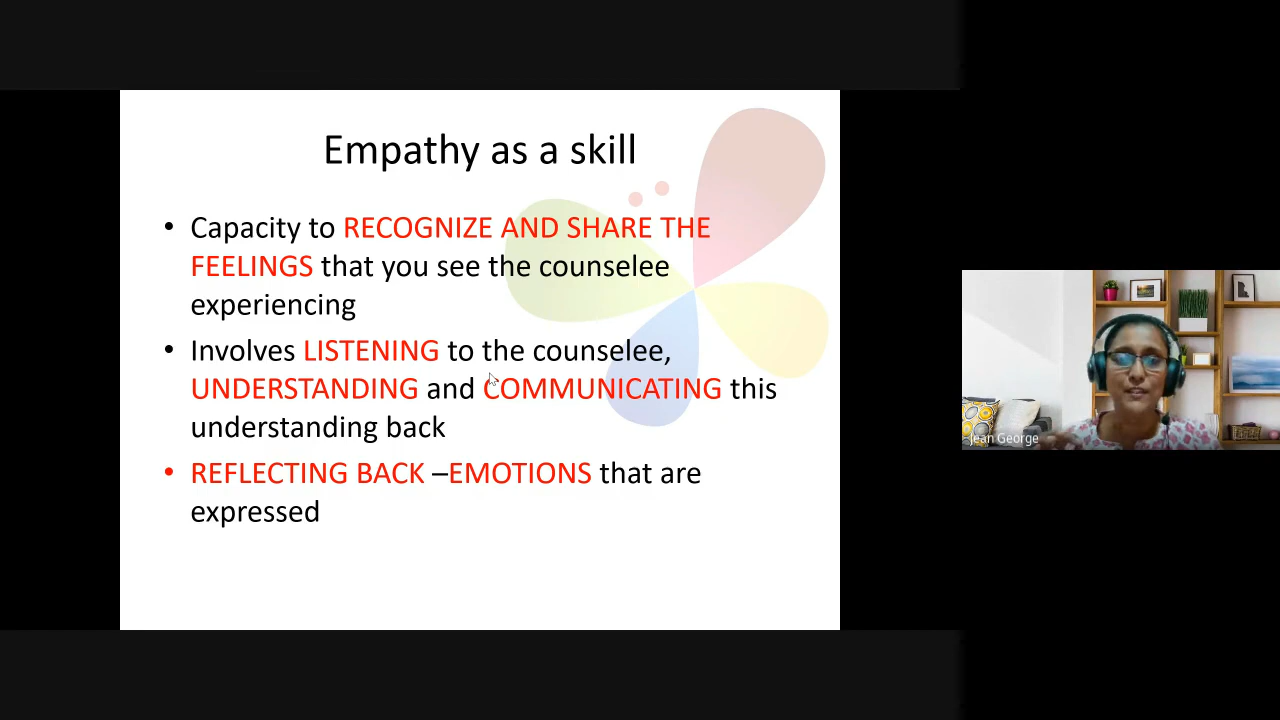 Empathy as a skill
• Capacity to RECOGNIZE AND SHARE THE
FEELINGS that you see the counselee
experiencing
• Involves LISTENING to the counselee,
UNDERSTANDING and COMMUNICATING this
understanding back
• REFLECTING BACK –EMOTIONS that are
expressed
Jean George